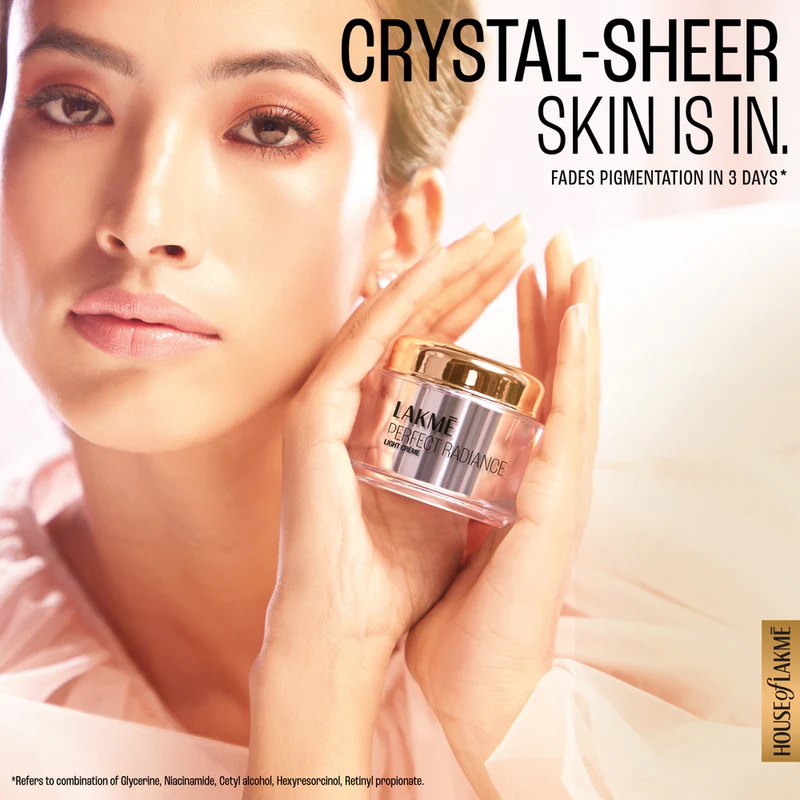 CRYSTAL-SHEER
SKIN IS IN.
FADES PIGMENTATION IN 3 DAYS*
LAKMĒ
PERFECT RADIANCE
LIGHT CRÈME
HOUSE of LAKMĒ
*Refers to combination of Glycerine, Niacinamide, Cetyl alcohol, Hexyresorcinol, Retinyl propionate.